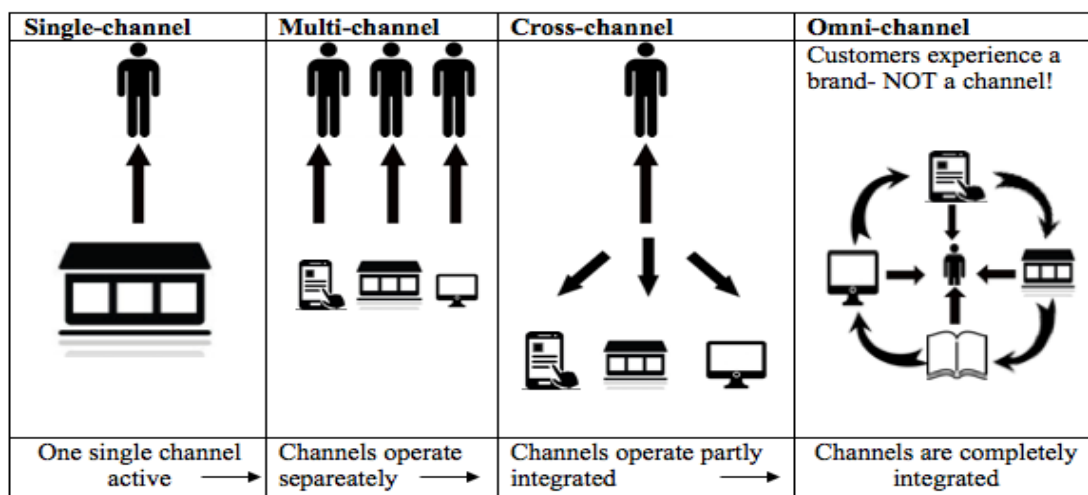 Single-channel
Multi-channel
Cross-channel
Omni-channel
Customers experience a
brand- NOT a channel!
One single channel
active
Channels operate
separeately
Channels operate partly
integrated
Channels are completely
integrated